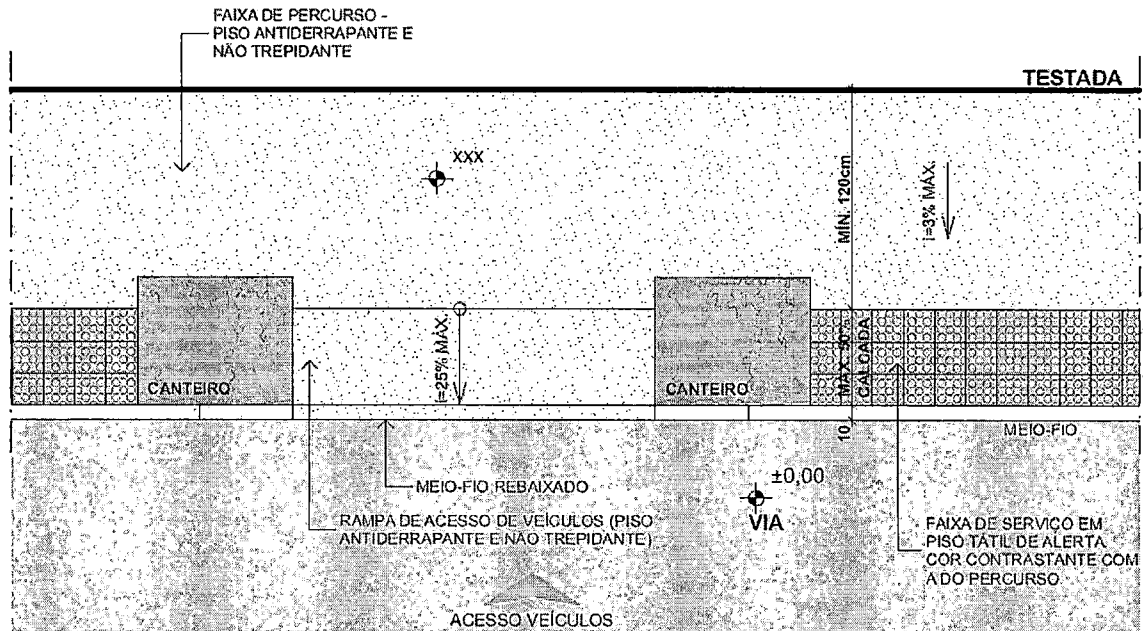 FAIXA DE PERCURSO -
PISO ANTIDERRAPANTE E
NÃO TREPIDANTE
TESTADA
XXX
MÍN. 120cm
i=3% MÁX.
i=25% MÁX.
CANTEIRO
CANTEIRO
MÁX.
CALÇADA
10
MEIO-FIO
MEIO-FIO REBAIXADO
±0,00
VIA
RAMPA DE ACESSO DE VEÍCULOS (PISO
ANTIDERRAPANTE E NÃO TREPIDANTE)
FAIXA DE SERVIÇO EM
PISO TÁTIL DE ALERTA
COR CONTRASTANTE COM
A DO PERCURSO
ACESSO VEÍCULOS